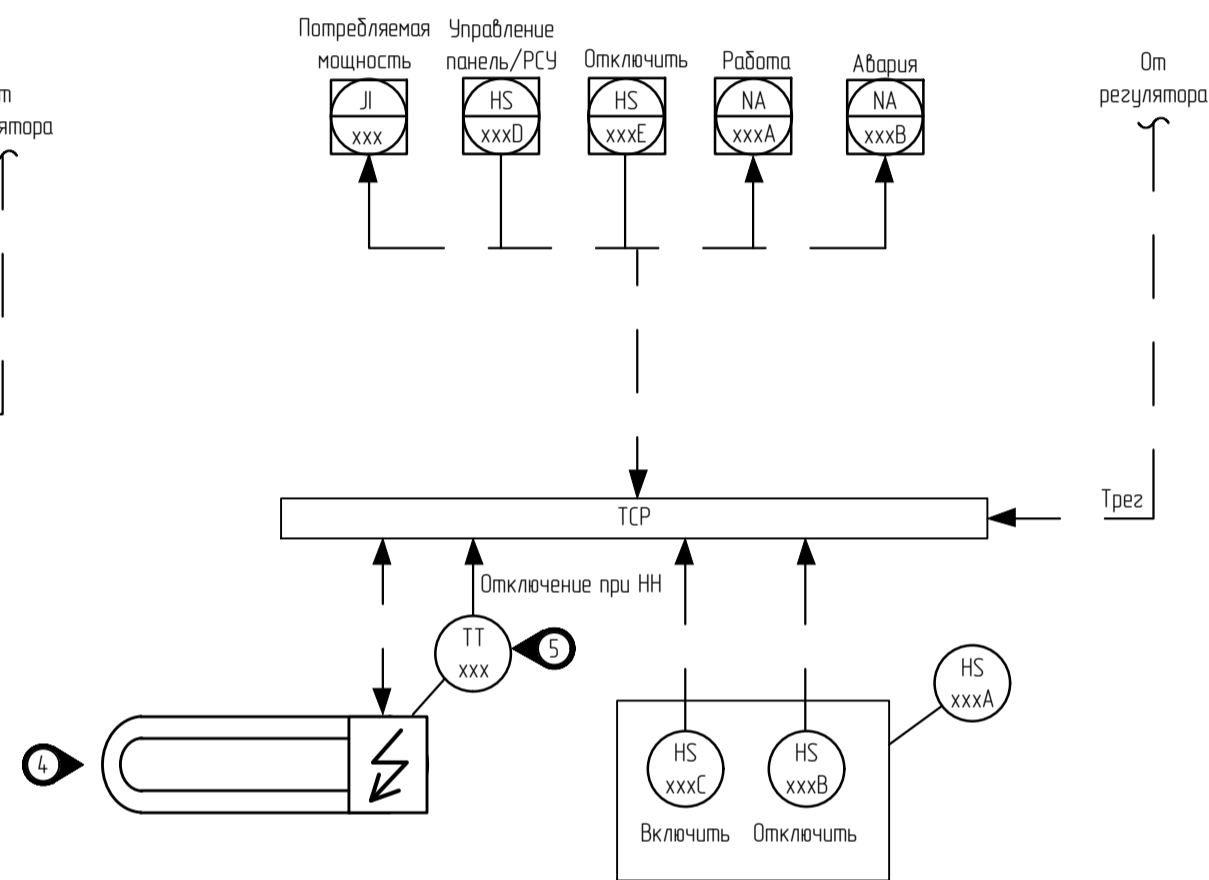 Потребляемая
мощность
Управление
панель/РСУ
Отключить
Работа
Авария
От
регулятора
JI
xxx
HS
xxxD
HS
xxxE
NA
xxxA
NA
xxxB
TCP
Трег
Отключение при НН
TT
xxx
5
4
HS
xxxA
HS
xxxC
HS
xxxB
Включить
Отключить